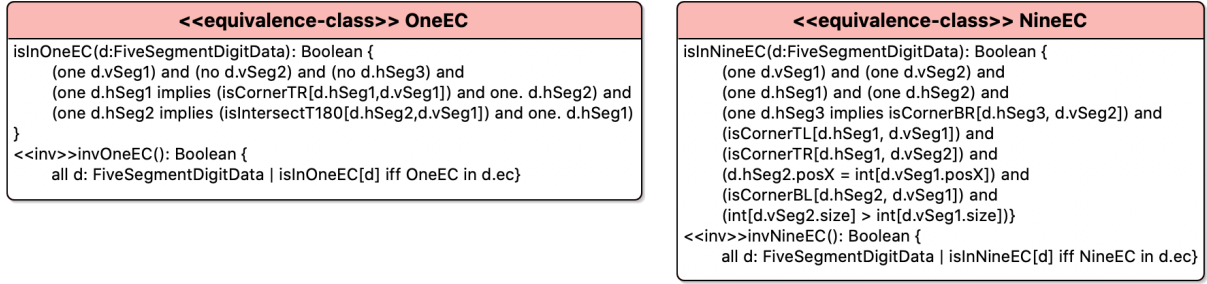 <<equivalence-class>> OneEC
isInOneEC(d:FiveSegmentDigitData): Boolean {
(one d.vSeg1) and (no d.vSeg2) and (no d.hSeg3) and
(one d.hSeg1 implies (isCornerTR[d.hSeg1,d.vSeg1]) and one. d.hSeg2) and
(one d.hSeg2 implies (isIntersectT180[d.hSeg2,d.vSeg1]) and one. d.hSeg1)
}
<<inv>>invOneEC(): Boolean {
all d: FiveSegmentDigitData | isInOneEC[d] iff OneEC in d.ec}
<<equivalence-class>> NineEC
isInNineEC(d:FiveSegmentDigitData): Boolean {
(one d.vSeg1) and (one d.vSeg2) and
(one d.hSeg1) and (one d.hSeg2) and
(one d.hSeg3 implies isCornerBR[d.hSeg3, d.vSeg2]) and
(isCornerTL[d.hSeg1, d.vSeg1]) and
(isCornerTR[d.hSeg1, d.vSeg2]) and
(d.hSeg2.posX = int[d.vSeg1.posX]) and
(isCornerBL[d.hSeg2, d.vSeg1]) and
(int[d.vSeg2.size] > int[d.vSeg1.size])}
<<inv>>invNineEC(): Boolean {
all d: FiveSegmentDigitData | isInNineEC[d] iff NineEC in d.ec}